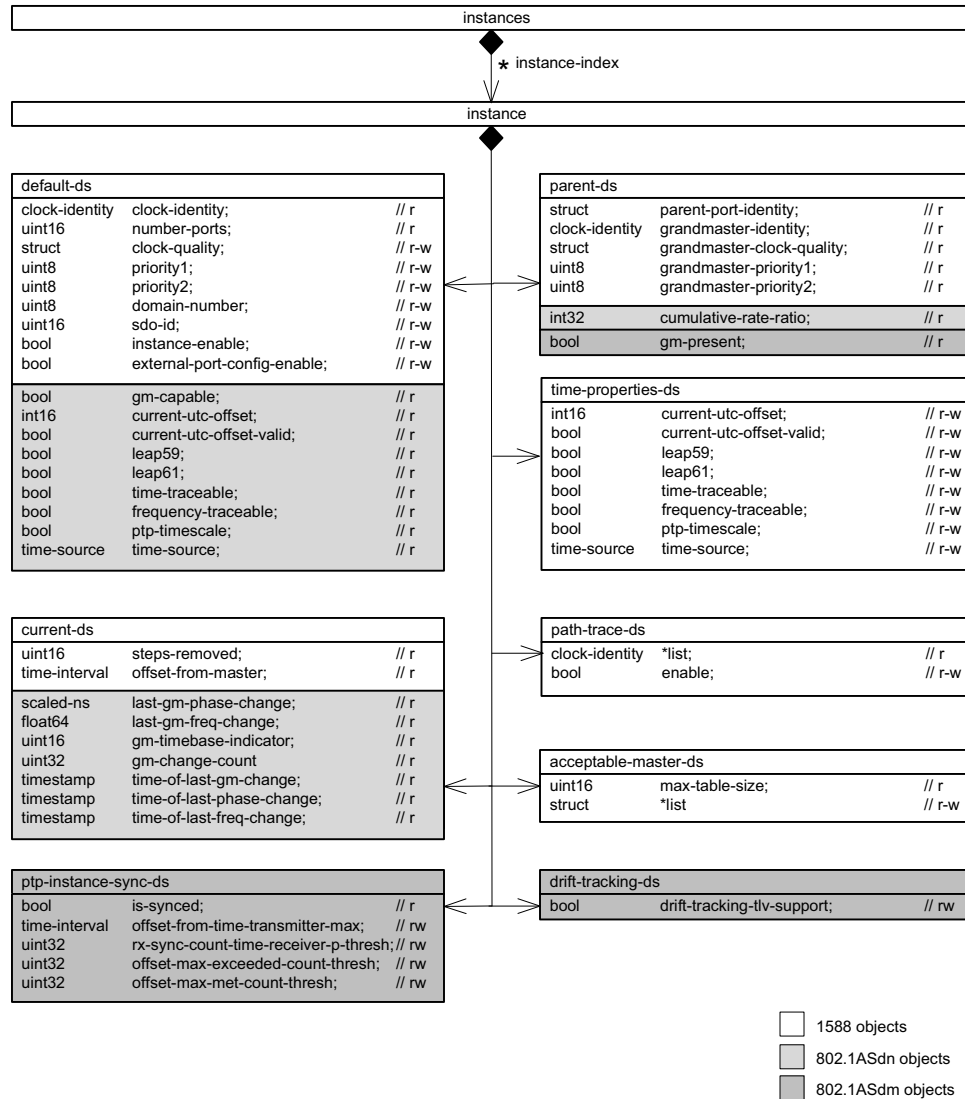 instances
* instance-index
instance
default-ds
clock-identity clock-identity; // r
uint16 number-ports; // r
struct clock-quality; // r-w
uint8 priority1; // r-w
uint8 priority2; // r-w
uint8 domain-number; // r-w
uint16 sdo-id; // r-w
bool instance-enable; // r-w
bool external-port-config-enable; // r-w
bool gm-capable; // r
int16 current-utc-offset; // r
bool current-utc-offset-valid; // r
bool leap59; // r
bool leap61; // r
bool time-traceable; // r
bool frequency-traceable; // r
bool ptp-timescale; // r
time-source time-source; // r
parent-ds
struct parent-port-identity; // r
clock-identity grandmaster-identity; // r
struct grandmaster-clock-quality; // r
uint8 grandmaster-priority1; // r
uint8 grandmaster-priority2; // r
int32 cumulative-rate-ratio; // r
bool gm-present; // r
time-properties-ds
int16 current-utc-offset; // r-w
bool current-utc-offset-valid; // r-w
bool leap59; // r-w
bool leap61; // r-w
bool time-traceable; // r-w
bool frequency-traceable; // r-w
bool ptp-timescale; // r-w
time-source time-source; // r-w
current-ds
uint16 steps-removed; // r
time-interval offset-from-master; // r
scaled-ns last-gm-phase-change; // r
float64 last-gm-freq-change; // r
uint16 gm-timebase-indicator; // r
uint32 gm-change-count // r
timestamp time-of-last-gm-change; // r
timestamp time-of-last-phase-change; // r
timestamp time-of-last-freq-change; // r
path-trace-ds
clock-identity *list; // r
bool enable; // r-w
acceptable-master-ds
uint16 max-table-size; // r
struct *list // r-w
ptp-instance-sync-ds
bool is-synced; // r
time-interval offset-from-time-transmitter-max; // rw
uint32 rx-sync-count-time-receiver-p-thresh; // rw
uint32 offset-max-exceeded-count-thresh; // rw
uint32 offset-max-met-count-thresh; // rw
drift-tracking-ds
bool drift-tracking-tlv-support; // rw
1588 objects
802.1ASdn objects
802.1ASdm objects